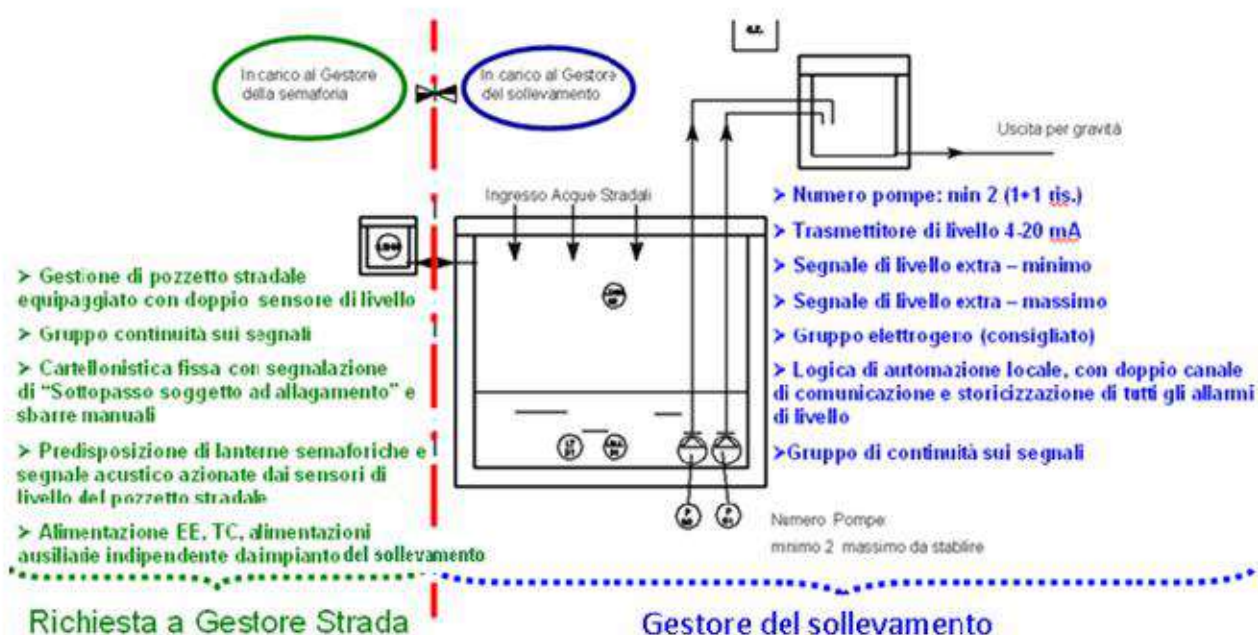 G.E.
In carico al Gestore
della semaforia
In carico al Gestore
del sollevamento
Uscita per gravità
Ingresso Acque Stradali
➤ Gestione di pozzetto stradale
equipaggiato con doppio sensore di livello
➤ Gruppo continuità sui segnali
➤ Cartellonistica fissa con segnalazione
di “Sottopasso soggetto ad allagamento” e
sbarre manuali
➤ Predisposizione di lanterne semaforiche e
segnale acustico azionate dai sensori di
livello del pozzetto stradale
➤ Alimentazione EE, TC, alimentazioni
ausiliarie indipendente da impianto del sollevamento
➤ Numero pompe: min 2 (1+1 ris.)
➤ Trasmettitore di livello 4-20 mA
➤ Segnale di livello extra – minimo
➤ Segnale di livello extra – massimo
➤ Gruppo elettrogeno (consigliato)
➤ Logica di automazione locale, con doppio canale
di comunicazione e storicizzazione di tutti gli allarmi
di livello
➤Gruppo di continuità sui segnali
LT
P
P
Numero Pompe:
minimo 2 massimo da stabilire
Richiesta a Gestore Strada
Gestore del sollevamento